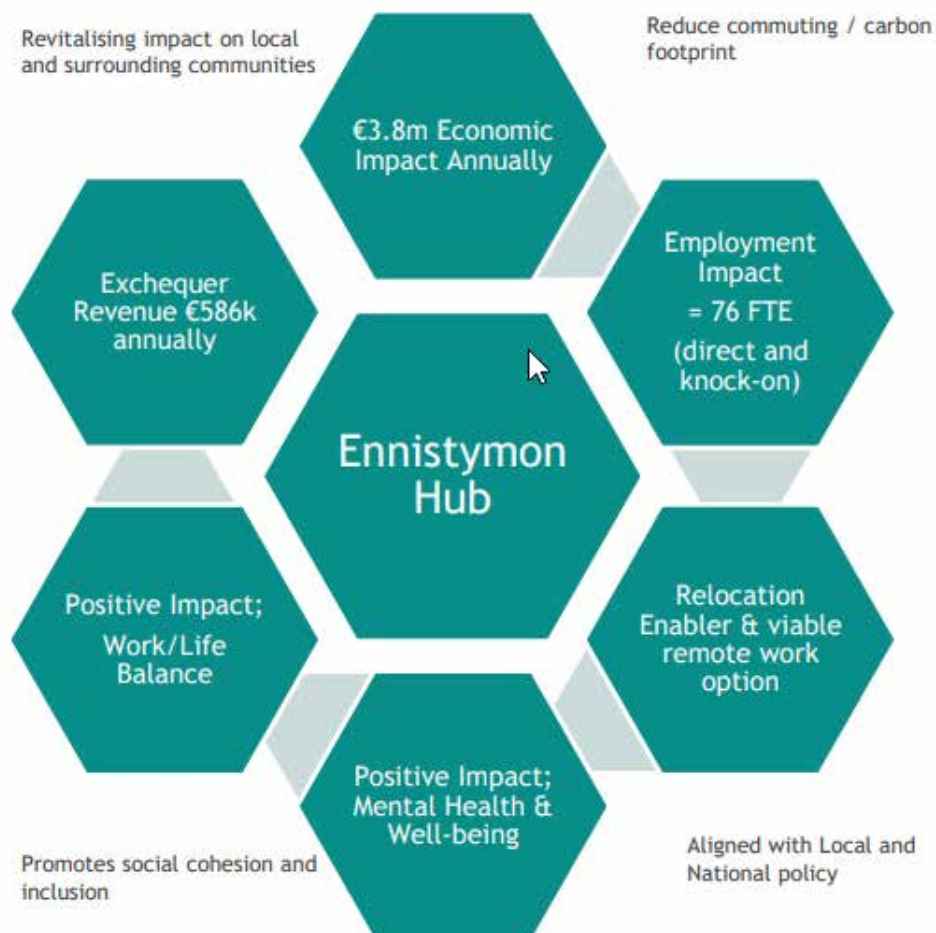 Revitalising impact on local
and surrounding communities
Reduce commuting / carbon
footprint
€3.8m Economic
Impact Annually
Exchequer
Revenue €586k
annually
Employment
Impact
= 76 FTE
(direct and
knock-on)
Ennistymon
Hub
Positive Impact;
Work/Life
Balance
Relocation
Enabler & viable
remote work
option
Positive Impact;
Mental Health &
Well-being
Promotes social cohesion and
inclusion
Aligned with Local and
National policy